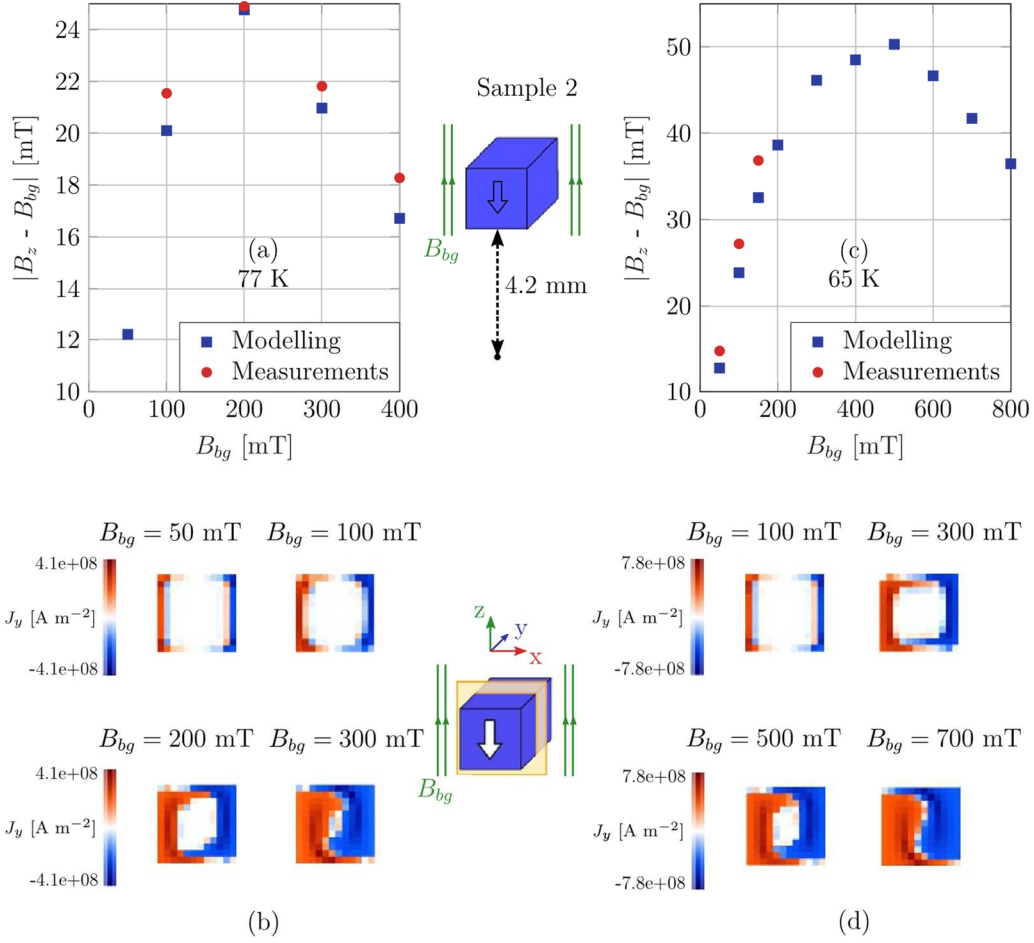 25
24
22
20
18
16
14
12
10
0
100
200
300
400
|B_z - B_bg| [mT]
B_bg [mT]
(a)
77 K
Modelling
Measurements
Sample 2
B_bg
4.2 mm
50
40
30
20
10
0
200
400
600
800
|B_z - B_bg| [mT]
B_bg [mT]
(c)
65 K
Modelling
Measurements
B_bg = 50 mT
B_bg = 100 mT
4.1e+08
J_y [A m⁻²]
-4.1e+08
B_bg = 200 mT
B_bg = 300 mT
4.1e+08
J_y [A m⁻²]
-4.1e+08
(b)
z
y
x
B_bg
B_bg = 100 mT
B_bg = 300 mT
7.8e+08
J_y [A m⁻²]
-7.8e+08
B_bg = 500 mT
B_bg = 700 mT
7.8e+08
J_y [A m⁻²]
-7.8e+08
(d)